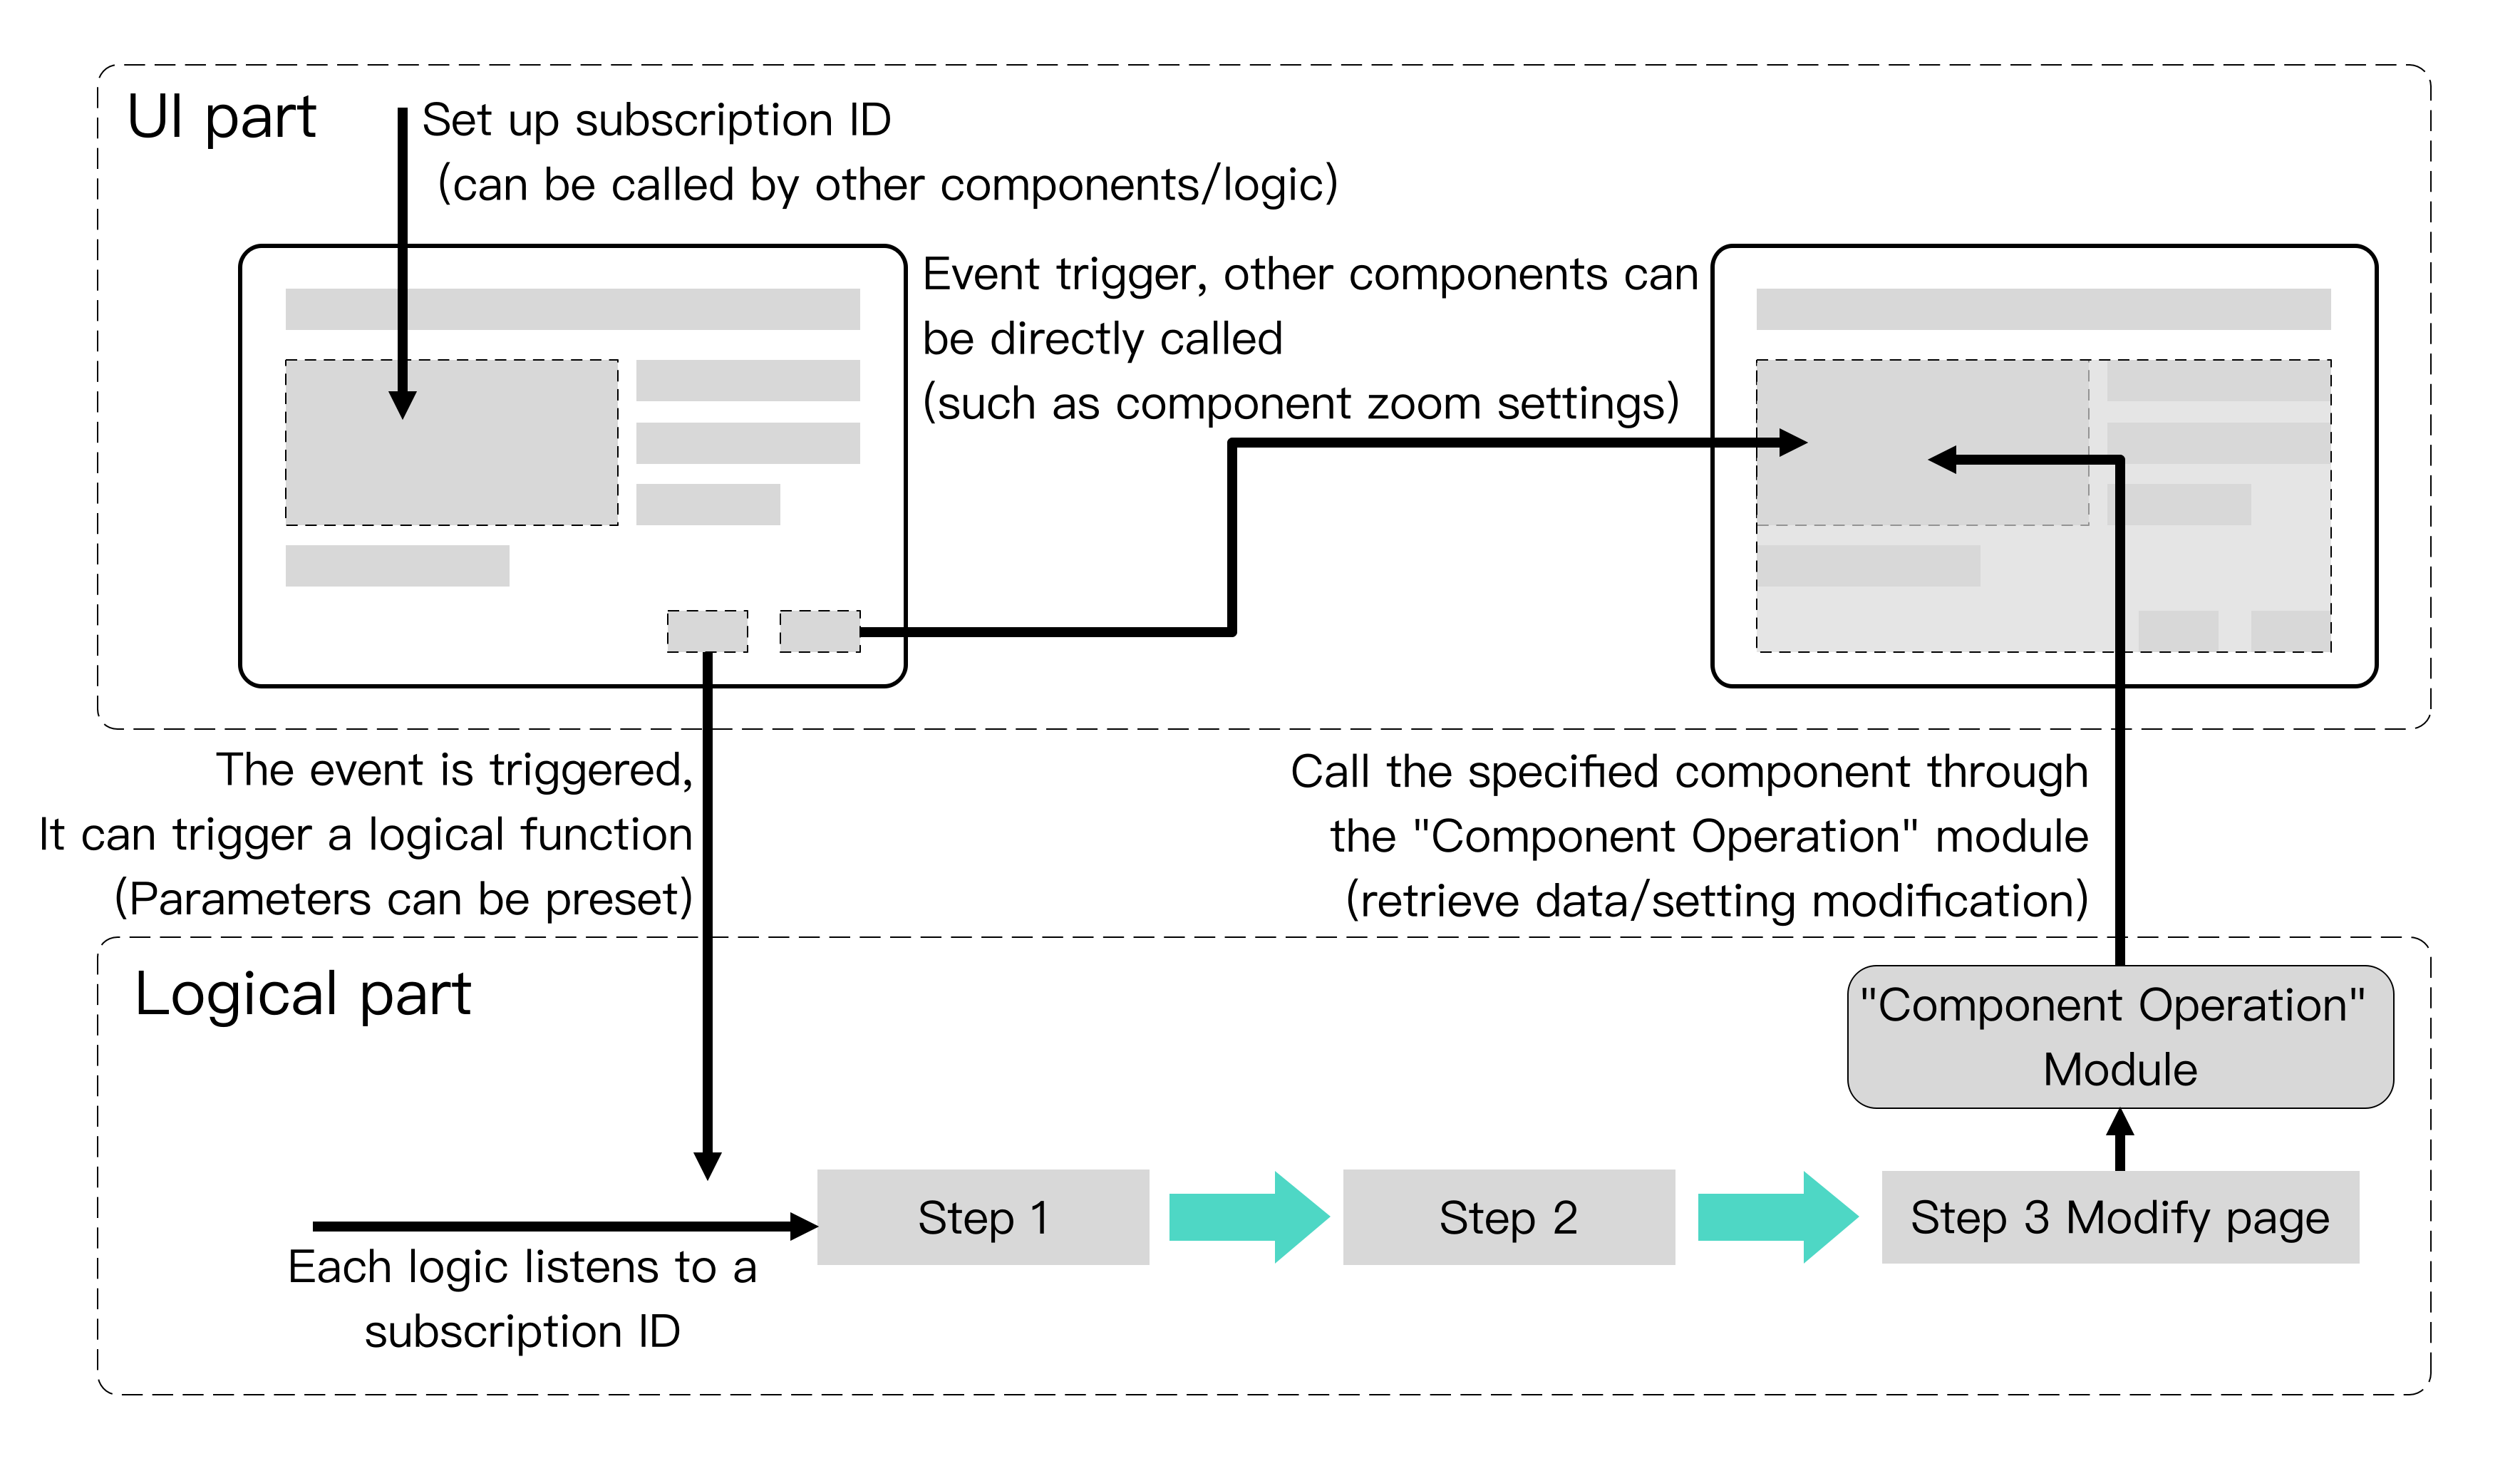 UI part
Set up subscription ID
(can be called by other components/logic)
Event trigger, other components can
be directly called
(such as component zoom settings)
The event is triggered,
It can trigger a logical function
(Parameters can be preset)
Call the specified component through
the "Component Operation" module
(retrieve data/setting modification)
Logical part
"Component Operation"
Module
Step 1
Step 2
Step 3 Modify page
Each logic listens to a
subscription ID